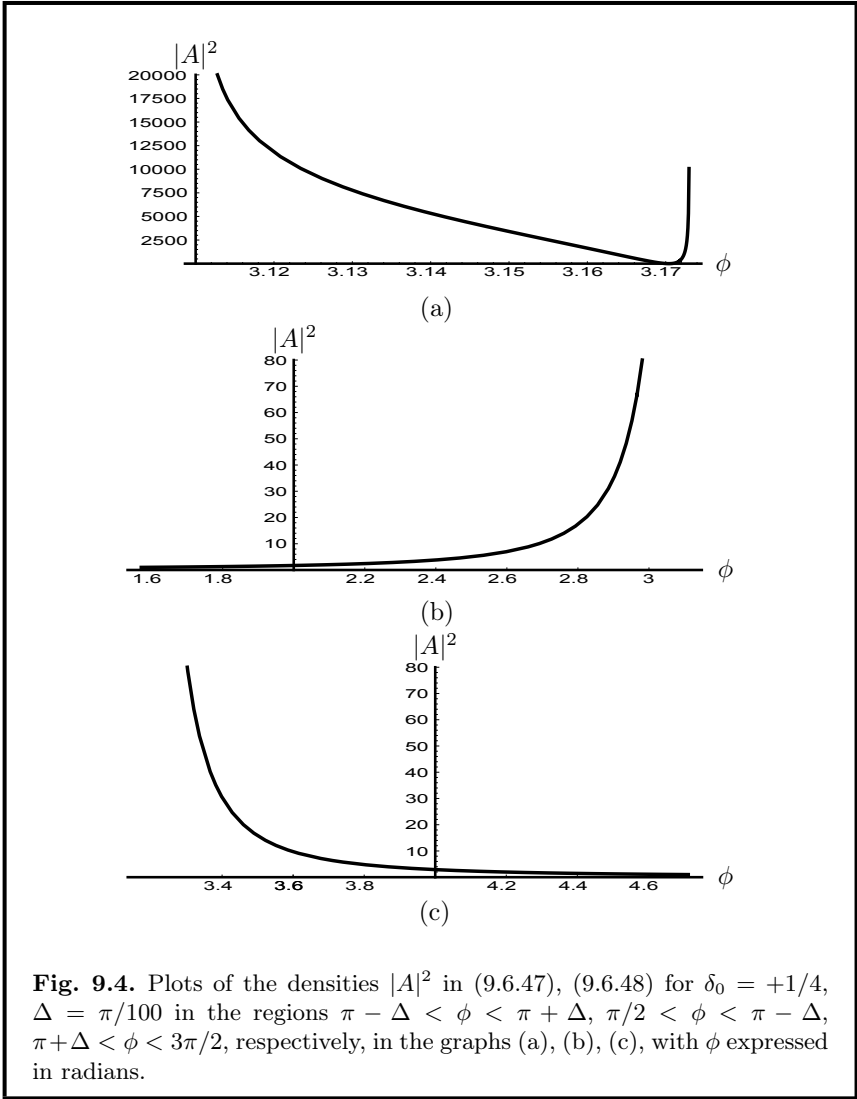 |A|²
20000
17500
15000
12500
10000
7500
5000
2500
3.12 3.13 3.14 3.15 3.16 3.17 ϕ
(a)
|A|²
80
70
60
50
40
30
20
10
1.6 1.8 2.2 2.4 2.6 2.8 3 ϕ
(b)
|A|²
80
70
60
50
40
30
20
10
3.4 3.6 3.8 4.2 4.4 4.6 ϕ
(c)
Fig. 9.4. Plots of the densities |A|² in (9.6.47), (9.6.48) for δ₀ = +1/4,
Δ = π/100 in the regions π − Δ < ϕ < π + Δ, π/2 < ϕ < π − Δ,
π+Δ < ϕ < 3π/2, respectively, in the graphs (a), (b), (c), with ϕ expressed
in radians.